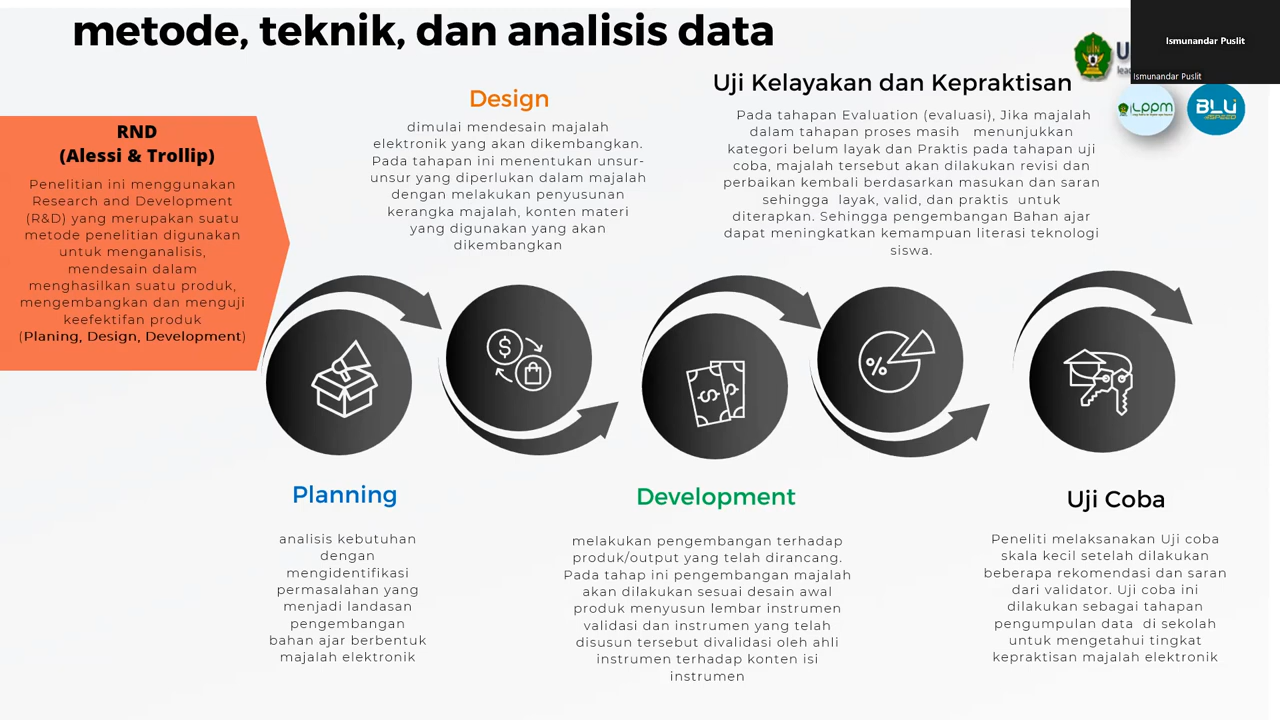 metode, teknik, dan analisis data
Ismunandar Puslit
Ismunandar Puslit
UIN
lppm
BLU
SPEED
RND
(Alessi & Trollip)
Penelitian ini menggunakan
Research and Development
(R&D) yang merupakan suatu
metode penelitian digunakan
untuk menganalisis,
mendesain dalam
menghasilkan suatu produk,
mengembangkan dan menguji
keefektifan produk
(Planing, Design, Development)
Design
dimulai mendesain majalah
elektronik yang akan dikembangkan.
Pada tahapan ini menentukan unsur-
unsur yang diperlukan dalam majalah
dengan melakukan penyusunan
kerangka majalah, konten materi
yang digunakan yang akan
dikembangkan
Uji Kelayakan dan Kepraktisan
Pada tahapan Evaluation (evaluasi), Jika majalah
dalam tahapan proses masih menunjukkan
kategori belum layak dan Praktis pada tahapan uji
coba, majalah tersebut akan dilakukan revisi dan
perbaikan kembali berdasarkan masukan dan saran
sehingga layak, valid, dan praktis untuk
diterapkan. Sehingga pengembangan Bahan ajar
dapat meningkatkan kemampuan literasi teknologi
siswa.
$
$
%
Planning
analisis kebutuhan
dengan
mengidentifikasi
permasalahan yang
menjadi landasan
pengembangan
bahan ajar berbentuk
majalah elektronik
Development
melakukan pengembangan terhadap
produk/output yang telah dirancang.
Pada tahap ini pengembangan majalah
akan dilakukan sesuai desain awal
produk menyusun lembar instrumen
validasi dan instrumen yang telah
disusun tersebut divalidasi oleh ahli
instrumen terhadap konten isi
instrumen
Uji Coba
Peneliti melaksanakan Uji coba
skala kecil setelah dilakukan
beberapa rekomendasi dan saran
dari validator. Uji coba ini
dilakukan sebagai tahapan
pengumpulan data di sekolah
untuk mengetahui tingkat
kepraktisan majalah elektronik